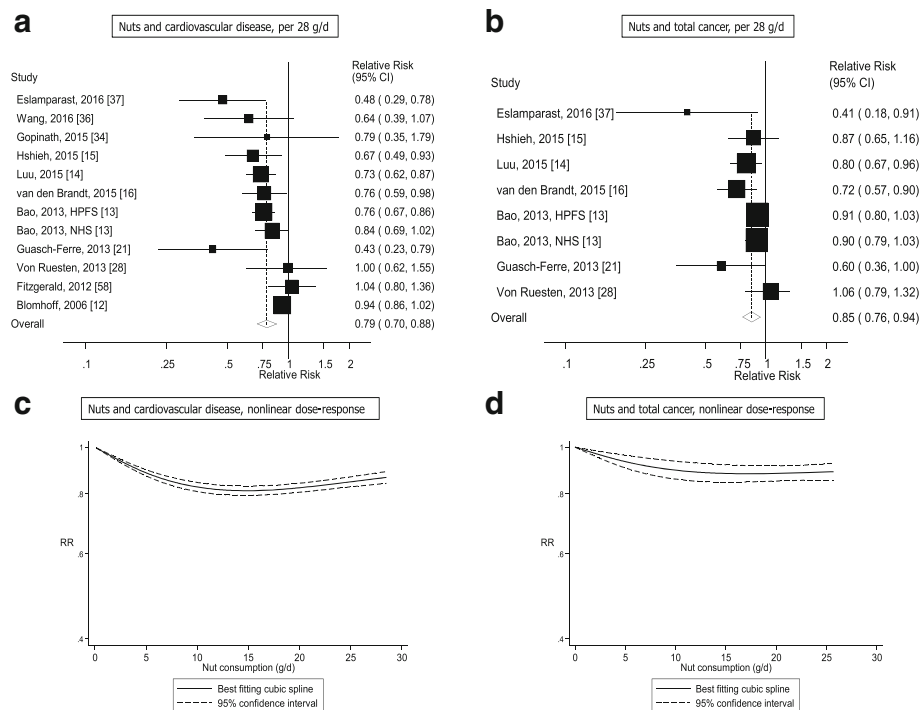 a
Nuts and cardiovascular disease, per 28 g/d
Study
Relative Risk
(95% CI)
Eslamparast, 2016 [37] 0.48 ( 0.29, 0.78)
Wang, 2016 [36] 0.64 ( 0.39, 1.07)
Gopinath, 2015 [34] 0.79 ( 0.35, 1.79)
Hshieh, 2015 [15] 0.67 ( 0.49, 0.93)
Luu, 2015 [14] 0.73 ( 0.62, 0.87)
van den Brandt, 2015 [16] 0.76 ( 0.59, 0.98)
Bao, 2013, HPFS [13] 0.76 ( 0.67, 0.86)
Bao, 2013, NHS [13] 0.84 ( 0.69, 1.02)
Guasch-Ferre, 2013 [21] 0.43 ( 0.23, 0.79)
Von Ruesten, 2013 [28] 1.00 ( 0.62, 1.55)
Fitzgerald, 2012 [58] 1.04 ( 0.80, 1.36)
Blomhoff, 2006 [12] 0.94 ( 0.86, 1.02)
Overall 0.79 ( 0.70, 0.88)
.1 .25 .5 .75 1 1.5 2
Relative Risk
b
Nuts and total cancer, per 28 g/d
Study
Relative Risk
(95% CI)
Eslamparast, 2016 [37] 0.41 ( 0.18, 0.91)
Hshieh, 2015 [15] 0.87 ( 0.65, 1.16)
Luu, 2015 [14] 0.80 ( 0.67, 0.96)
van den Brandt, 2015 [16] 0.72 ( 0.57, 0.90)
Bao, 2013, HPFS [13] 0.91 ( 0.80, 1.03)
Bao, 2013, NHS [13] 0.90 ( 0.79, 1.03)
Guasch-Ferre, 2013 [21] 0.60 ( 0.36, 1.00)
Von Ruesten, 2013 [28] 1.06 ( 0.79, 1.32)
Overall 0.85 ( 0.76, 0.94)
.1 .25 .5 .75 1 1.5 2
Relative Risk
c
Nuts and cardiovascular disease, nonlinear dose-response
1
.8
RR
.6
.4
0 5 10 15 20 25 30
Nut consumption (g/d)
Best fitting cubic spline
95% confidence interval
d
Nuts and total cancer, nonlinear dose-response
1
.8
RR
.6
.4
0 5 10 15 20 25 30
Nut consumption (g/d)
Best fitting cubic spline
95% confidence interval